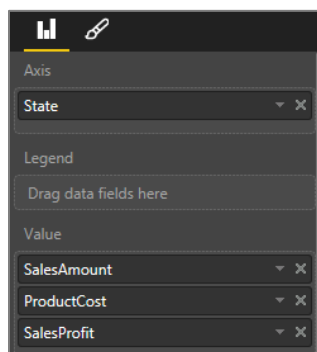 Axis
State
Legend
Drag data fields here
Value
SalesAmount
ProductCost
SalesProfit